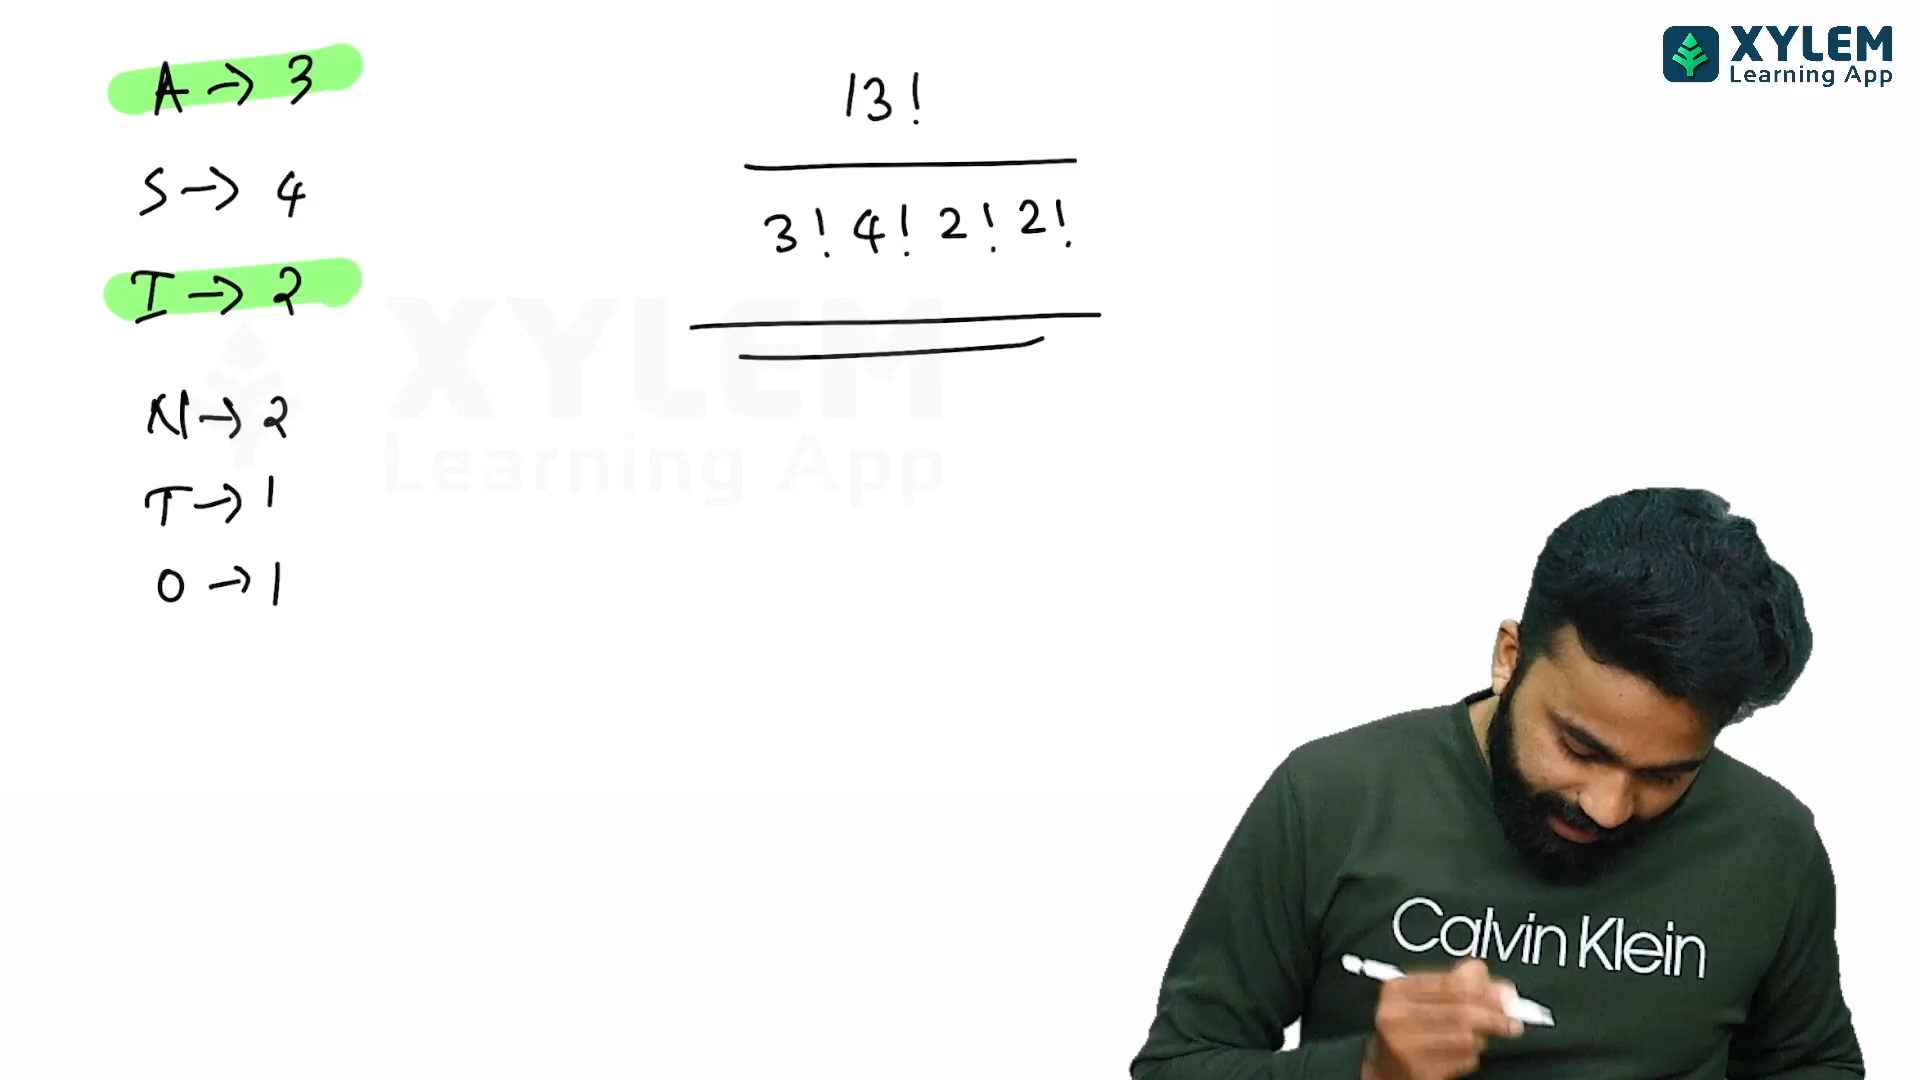 A → 3
S → 4
I → 2
N → 2
T → 1
O → 1
13!
3! 4! 2! 2!
XYLEM
Learning App
XYLEM
Learning App
Calvin Klein